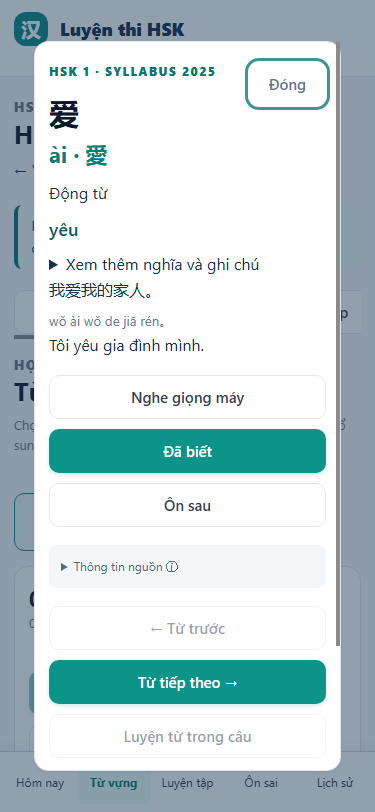 汉 Luyện thi HSK
HSK 1 · SYLLABUS 2025
Đóng
爱
ài · 愛
Động từ
yêu
▶ Xem thêm nghĩa và ghi chú
我爱我的家人。
wǒ ài wǒ de jiā rén。
Tôi yêu gia đình mình.
Nghe giọng máy
Đã biết
Ôn sau
▶ Thông tin nguồn ⓘ
← Từ trước
Từ tiếp theo →
Luyện từ trong câu
Hôm nay Từ vựng Luyện tập Ôn sai Lịch sử